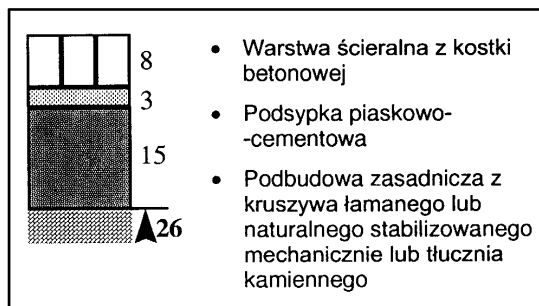 8
3
15
26
• Warstwa ścieralna z kostki
betonowej
• Podsypka piaskowo-
-cementowa
• Podbudowa zasadnicza z
kruszywa łamanego lub
naturalnego stabilizowanego
mechanicznie lub tłucznia
kamiennego